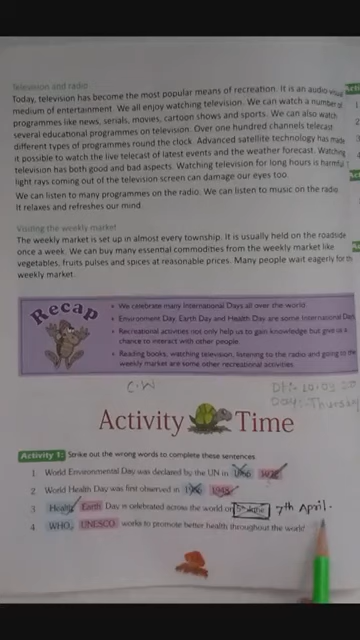 Television and radio
Today, television has become the most popular means of recreation. It is an audio visual
medium of entertainment. We all enjoy watching television. We can watch a number of
programmes like news, serials, movies, cartoon shows and sports. We can also watch
several educational programmes on television. Over one hundred channels telecast
different types of programmes round the clock. Advanced satellite technology has made
it possible to watch the live telecast of latest events and the weather forecast. Watching
television has both good and bad aspects. Watching television for long hours is harmful
light rays coming out of the television screen can damage our eyes too.
We can listen to many programmes on the radio. We can listen to music on the radio.
It relaxes and refreshes our mind.
Visiting the weekly market
The weekly market is set up in almost every township. It is usually held on the roadside
once a week. We can buy many essential commodities from the weekly market like
vegetables, fruits pulses and spices at reasonable prices. Many people wait eagerly for th
weekly market.
Recap
• We celebrate many International Days all over the world.
• Environment Day, Earth Day and Health Day are some International Days
• Recreational activities not only help us to gain knowledge but give us a
chance to interact with other people.
• Reading books, watching television, listening to the radio and going to the
weekly market are some other recreational activities.
C.W
Day:- Thursday
Activity Time
Activity 1: Strike out the wrong words to complete these sentences
1. World Environmental Day was declared by the UN in 1972
2. World Health Day was first observed in
3 Health Earth Day is celebrated across the world on 5th June 7th April.
4 WHO, UNESCO works to promote better health throughout the world